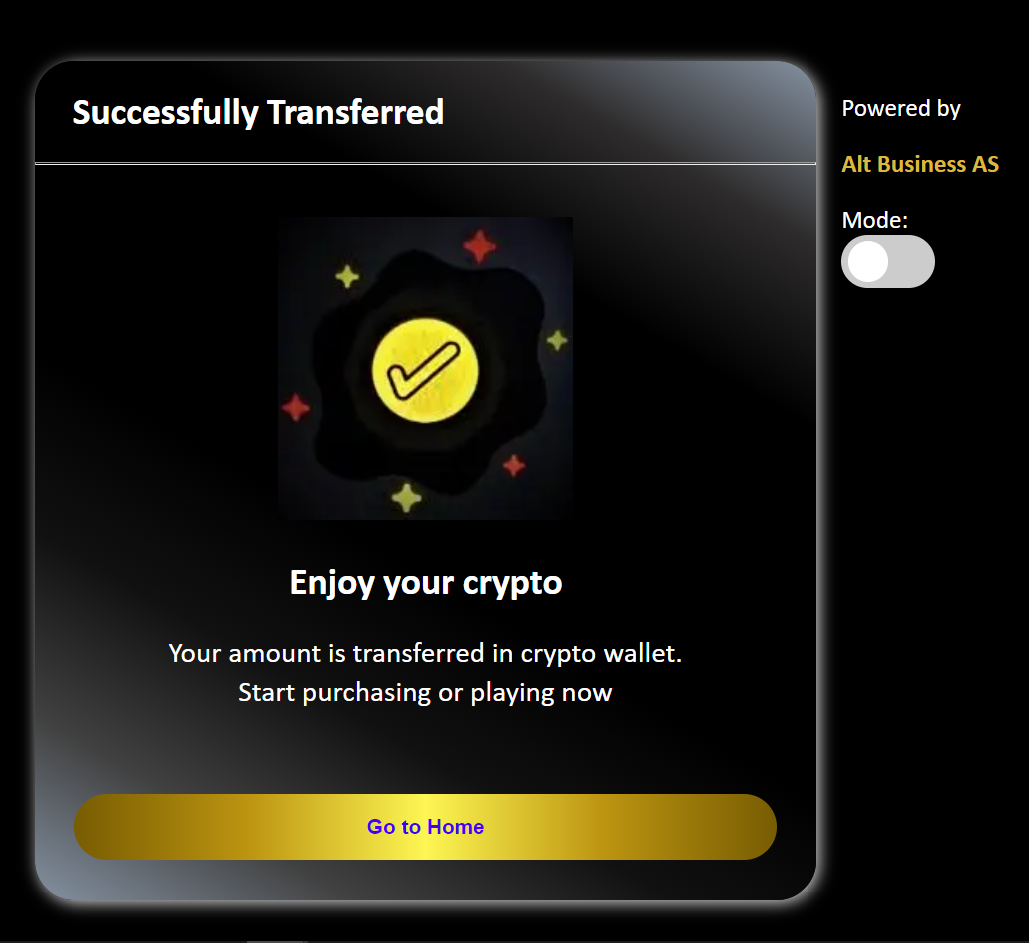 Successfully Transferred
Enjoy your crypto
Your amount is transferred in crypto wallet.
Start purchasing or playing now
Go to Home
Powered by
Alt Business AS
Mode: